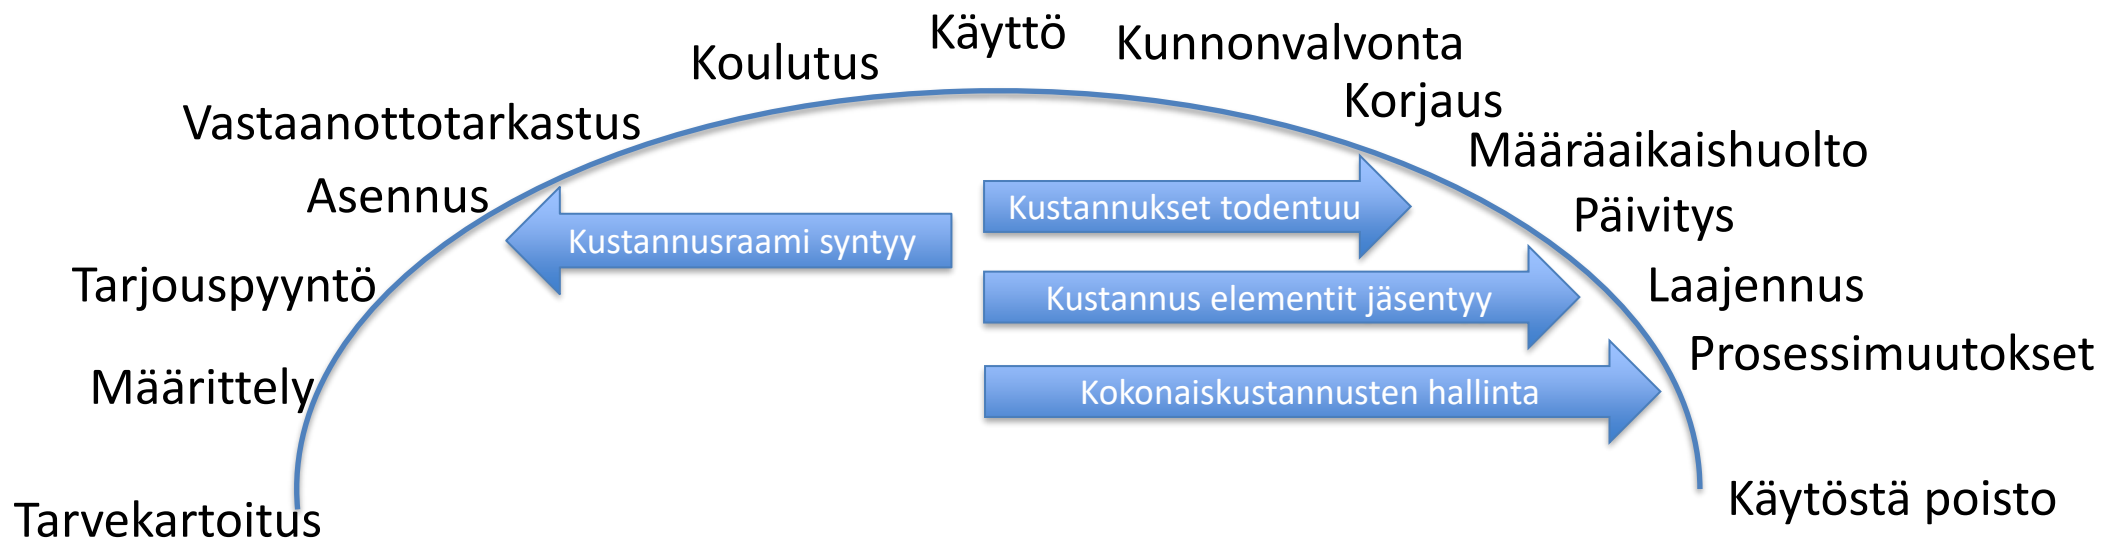 Käyttö
Kunnonvalvonta
Koulutus
Korjaus
Vastaanottotarkastus
Määräaikaishuolto
Asennus
Kustannukset todentuu
Päivitys
Kustannusraami syntyy
Tarjouspyyntö
Kustannus elementit jäsentyy
Laajennus
Prosessimuutokset
Määrittely
Kokonaiskustannusten hallinta
Käytöstä poisto
Tarvekartoitus